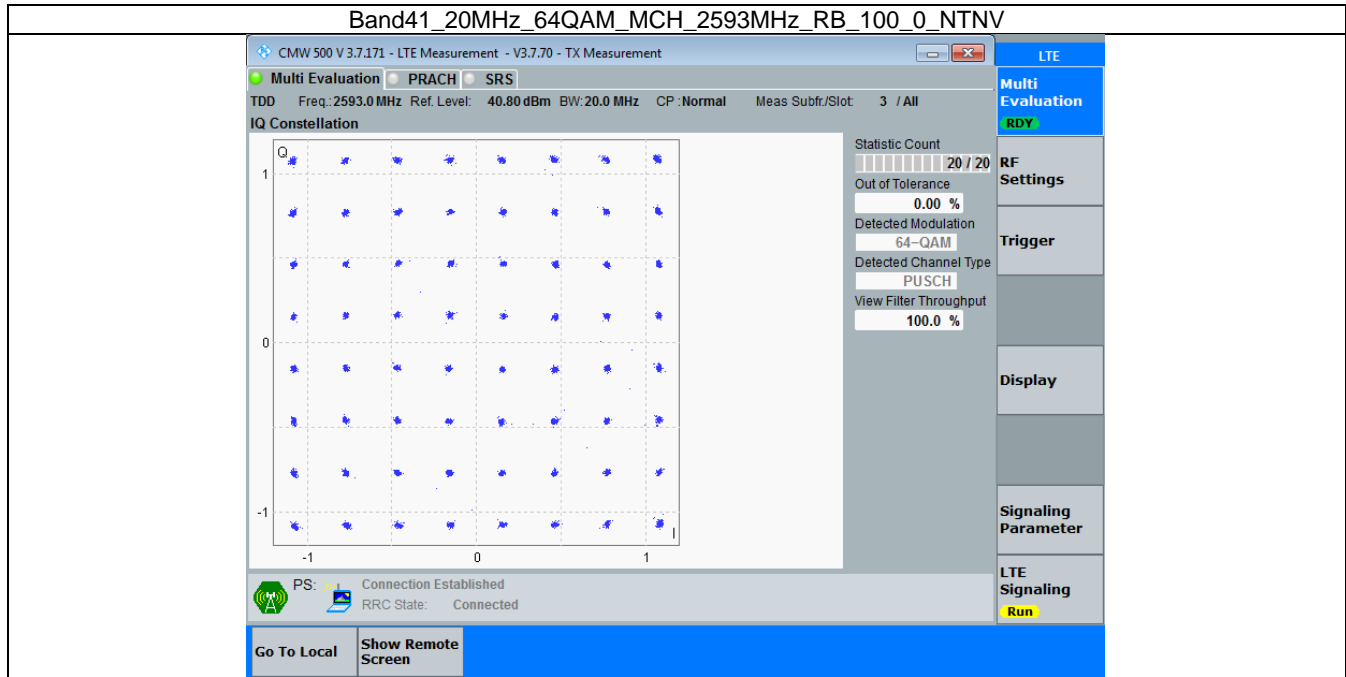 Band41_20MHz_64QAM_MCH_2593MHz_RB_100_0_NTNV
CMW 500 V 3.7.171 - LTE Measurement - V3.7.70 - TX Measurement
LTE
Multi Evaluation PRACH SRS
TDD Freq.: 2593.0 MHz Ref. Level: 40.80 dBm BW: 20.0 MHz CP : Normal Meas Subfr./Slot: 3 / All
IQ Constellation
Multi
Evaluation
RDY
RF
Settings
Trigger
Display
Signaling
Parameter
LTE
Signaling
Run
Q
1
0
-1
-1 0 1
I
Statistic Count
20 / 20
Out of Tolerance
0.00 %
Detected Modulation
64-QAM
Detected Channel Type
PUSCH
View Filter Throughput
100.0 %
PS: Connection Established
RRC State: Connected
Go To Local
Show Remote
Screen